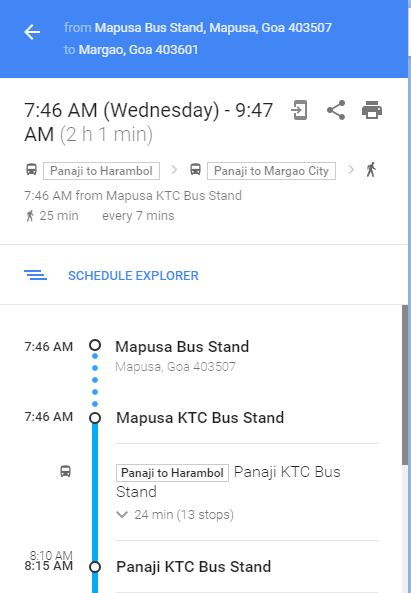 from Mapusa Bus Stand, Mapusa, Goa 403507
to Margao, Goa 403601
7:46 AM (Wednesday) - 9:47
AM (2 h 1 min)
Panaji to Harambol
Panaji to Margao City
7:46 AM from Mapusa KTC Bus Stand
25 min every 7 mins
SCHEDULE EXPLORER
7:46 AM Mapusa Bus Stand
Mapusa, Goa 403507
7:46 AM Mapusa KTC Bus Stand
Panaji to Harambol Panaji KTC Bus
Stand
24 min (13 stops)
8:10 AM
8:15 AM Panaji KTC Bus Stand